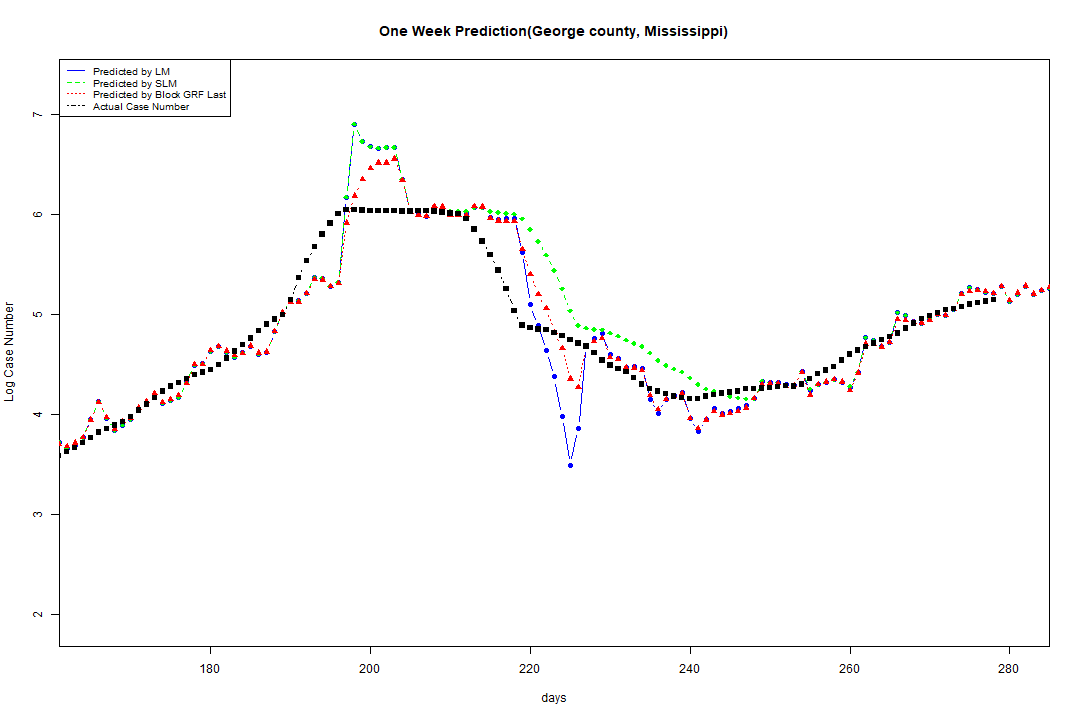 One Week Prediction(George county, Mississippi)
Predicted by LM
Predicted by SLM
Predicted by Block GRF Last
Actual Case Number
7
6
5
4
3
2
Log Case Number
180 200 220 240 260 280
days